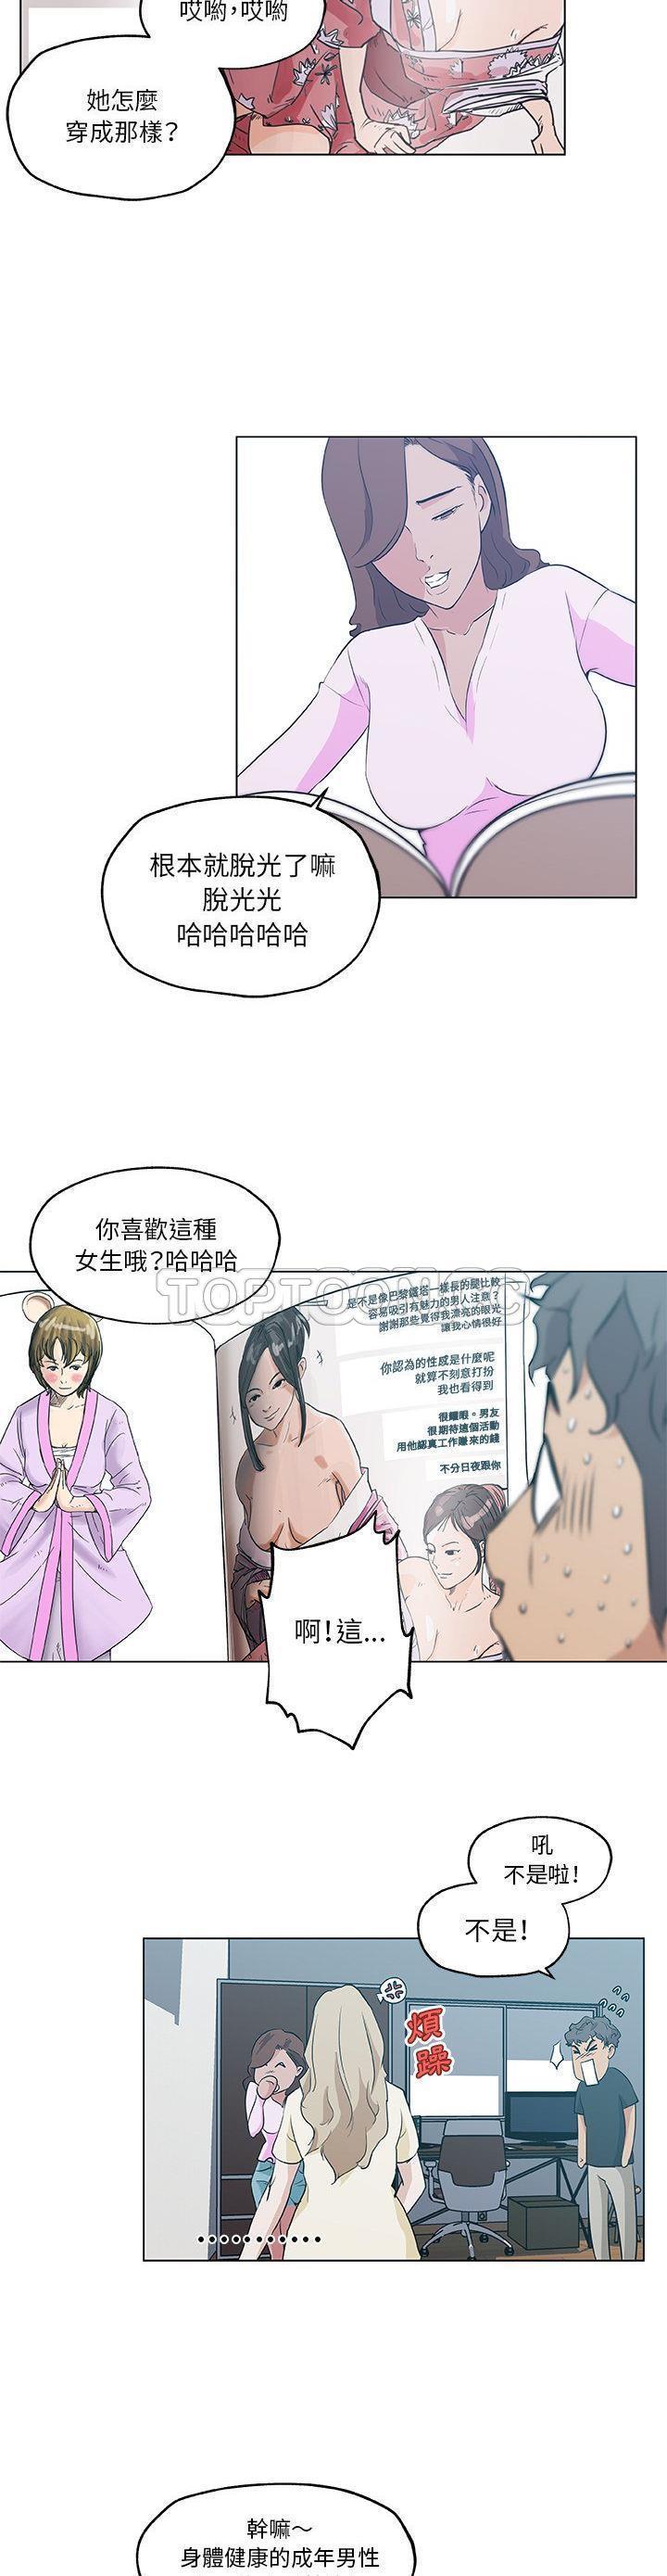 哎喲，哎喲
她怎麼
穿成那樣？
根本就脫光了嘛
脫光光
哈哈哈哈哈
你喜歡這種
女生哦？哈哈哈
TOPTOON
是不是像巴黎鐵塔一樣長的腿比較
容易吸引有魅力的男人注意？
謝謝那些覺得我漂亮的眼光
讓我心情很好
你認為的性感是什麼呢
就算不刻意打扮
我也看得到
很耀眼。男友
很期待這個活動
用他認真工作賺來的錢
不分日夜跟你
啊！這…
吼
不是啦！
不是！
煩
躁
…………
幹嘛～
身體健康的成年男性